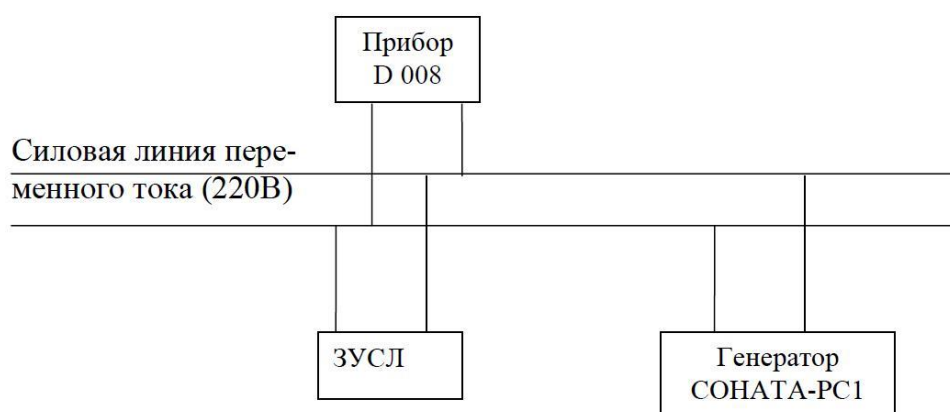 Прибор
D 008
Силовая линия пере-
менного тока (220В)
ЗУСЛ
Генератор
СОНАТА-РС1